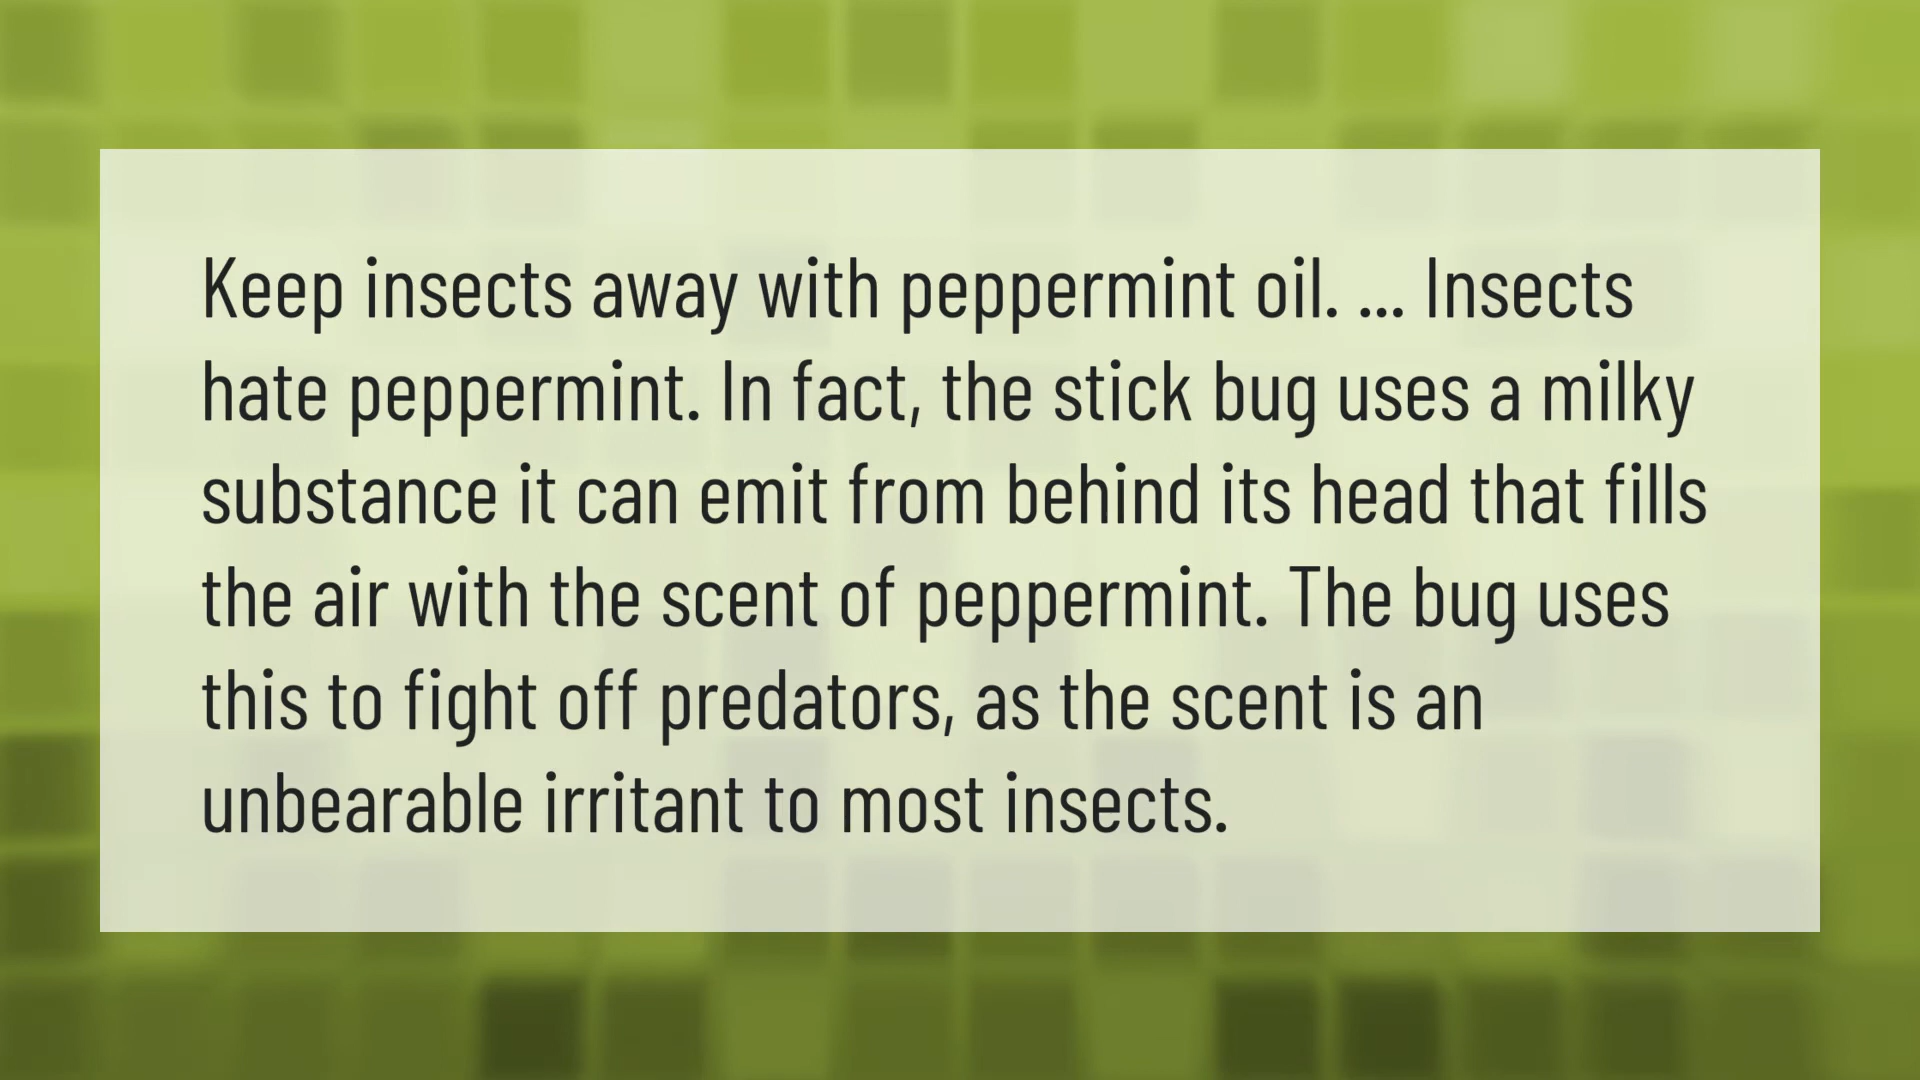 Keep insects away with peppermint oil. ... Insects
hate peppermint. In fact, the stick bug uses a milky
substance it can emit from behind its head that fills
the air with the scent of peppermint. The bug uses
this to fight off predators, as the scent is an
unbearable irritant to most insects.